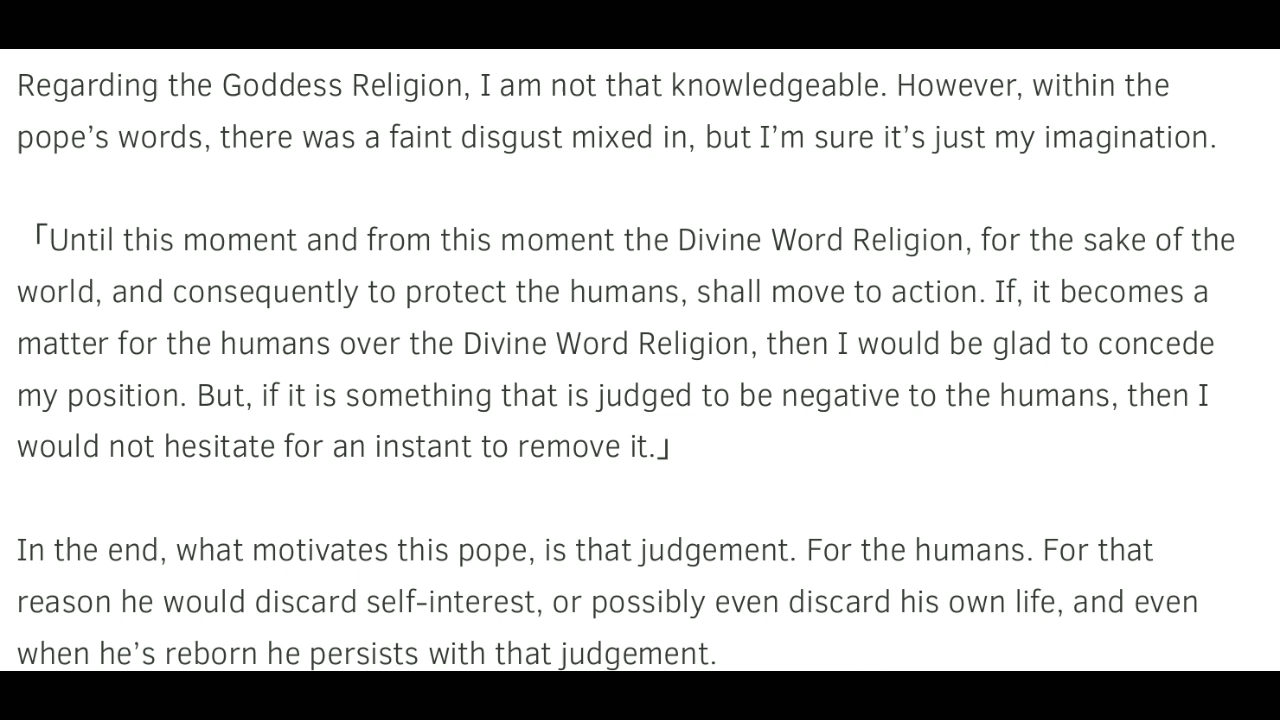 Regarding the Goddess Religion, I am not that knowledgeable. However, within the
pope’s words, there was a faint disgust mixed in, but I’m sure it’s just my imagination.
「Until this moment and from this moment the Divine Word Religion, for the sake of the
world, and consequently to protect the humans, shall move to action. If, it becomes a
matter for the humans over the Divine Word Religion, then I would be glad to concede
my position. But, if it is something that is judged to be negative to the humans, then I
would not hesitate for an instant to remove it.」
In the end, what motivates this pope, is that judgement. For the humans. For that
reason he would discard self-interest, or possibly even discard his own life, and even
when he’s reborn he persists with that judgement.